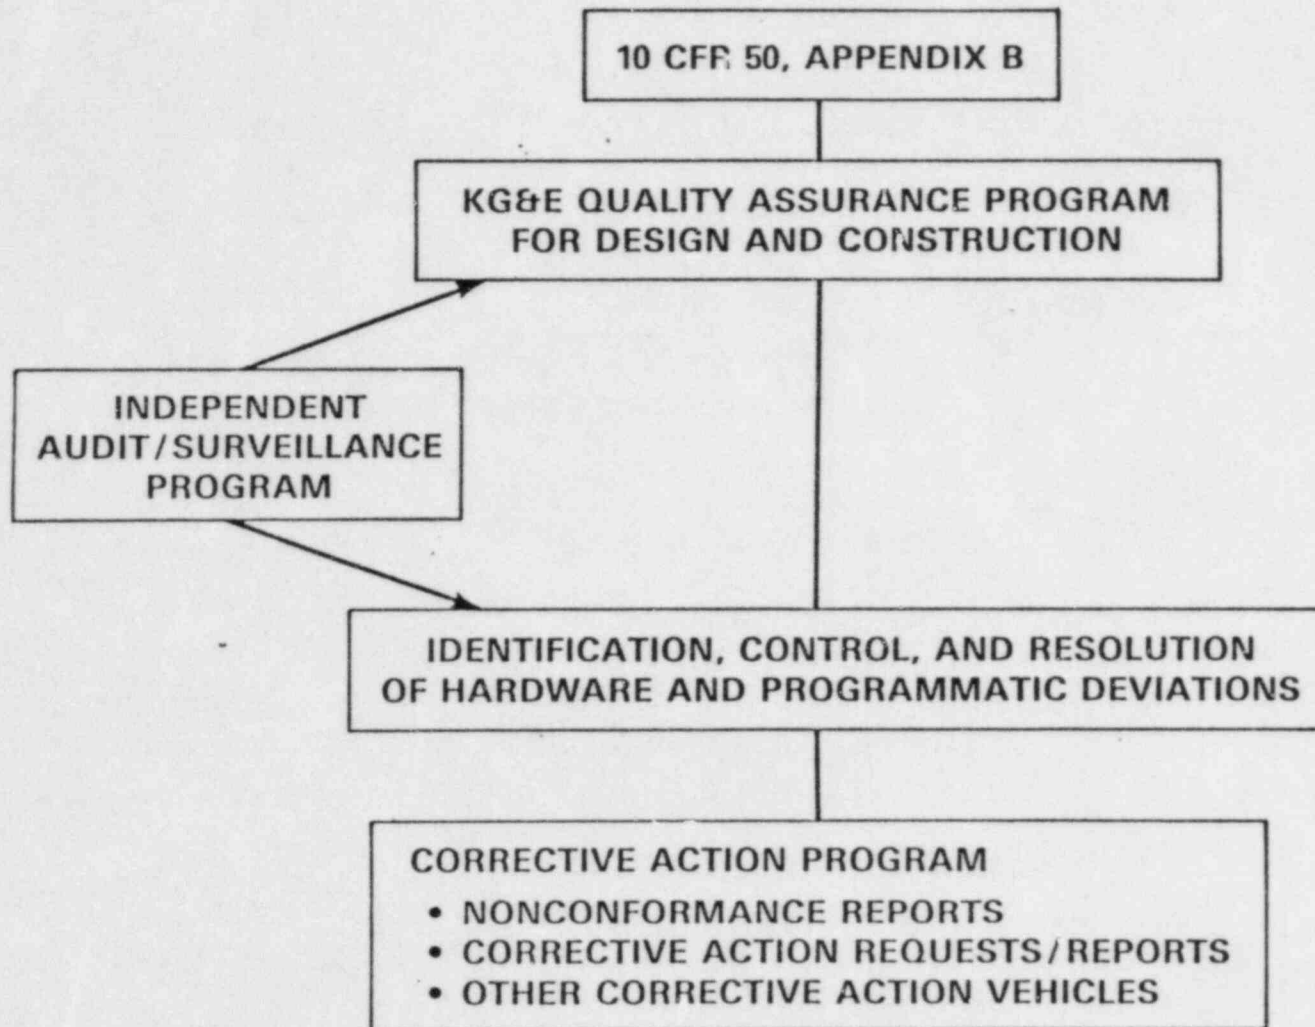 10 CFR 50, APPENDIX B
KG&E QUALITY ASSURANCE PROGRAM
FOR DESIGN AND CONSTRUCTION
INDEPENDENT
AUDIT/SURVEILLANCE
PROGRAM
IDENTIFICATION, CONTROL, AND RESOLUTION
OF HARDWARE AND PROGRAMMATIC DEVIATIONS
CORRECTIVE ACTION PROGRAM
• NONCONFORMANCE REPORTS
• CORRECTIVE ACTION REQUESTS/REPORTS
• OTHER CORRECTIVE ACTION VEHICLES